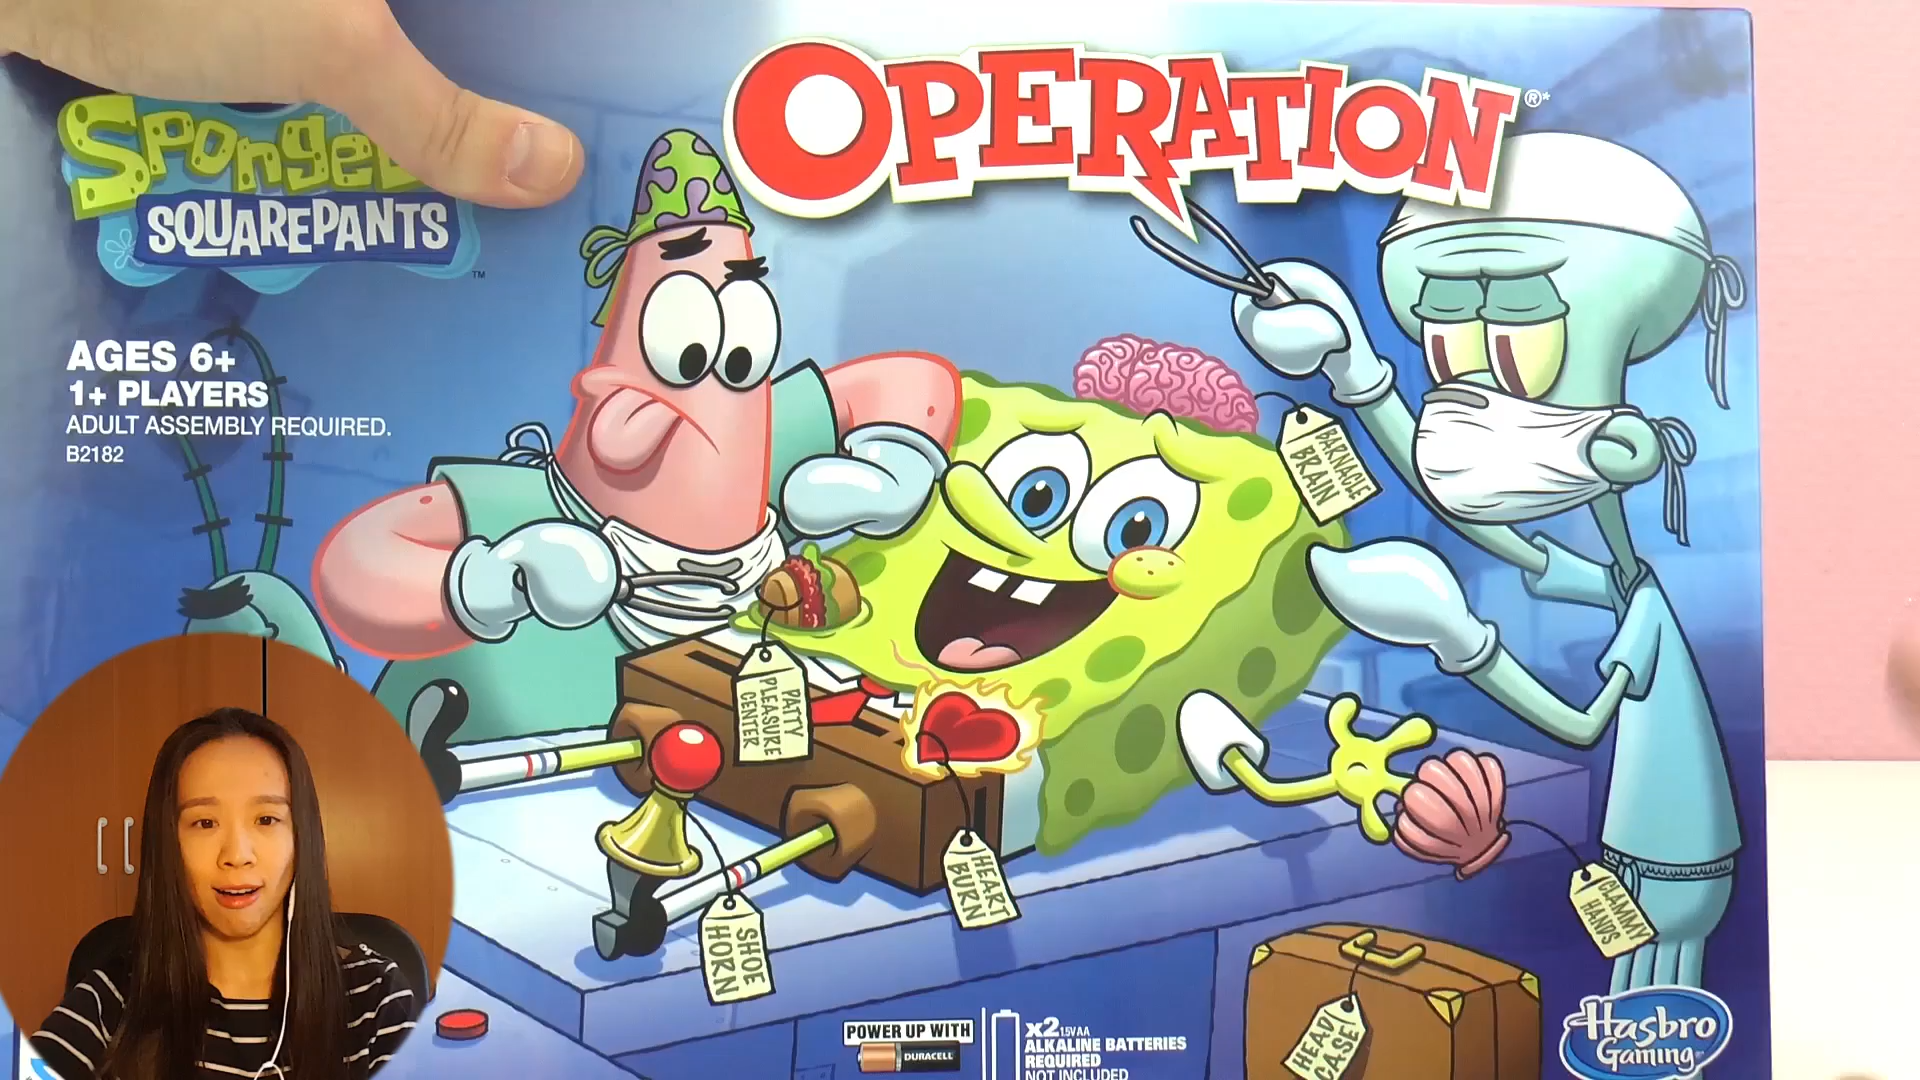 OPERATION®*
SPONGEB
SQUAREPANTS
™
AGES 6+
1+ PLAYERS
ADULT ASSEMBLY REQUIRED.
B2182
BARNACLE
BRAIN
PATTY
PLEASURE
CENTER
HEART
BURN
SHOE
HORN
CLAMMY
HANDS
HEAD
CASE
POWER UP WITH
DURACELL
x2 1.5V AA
ALKALINE BATTERIES
REQUIRED
NOT INCLUDED
Hasbro
Gaming